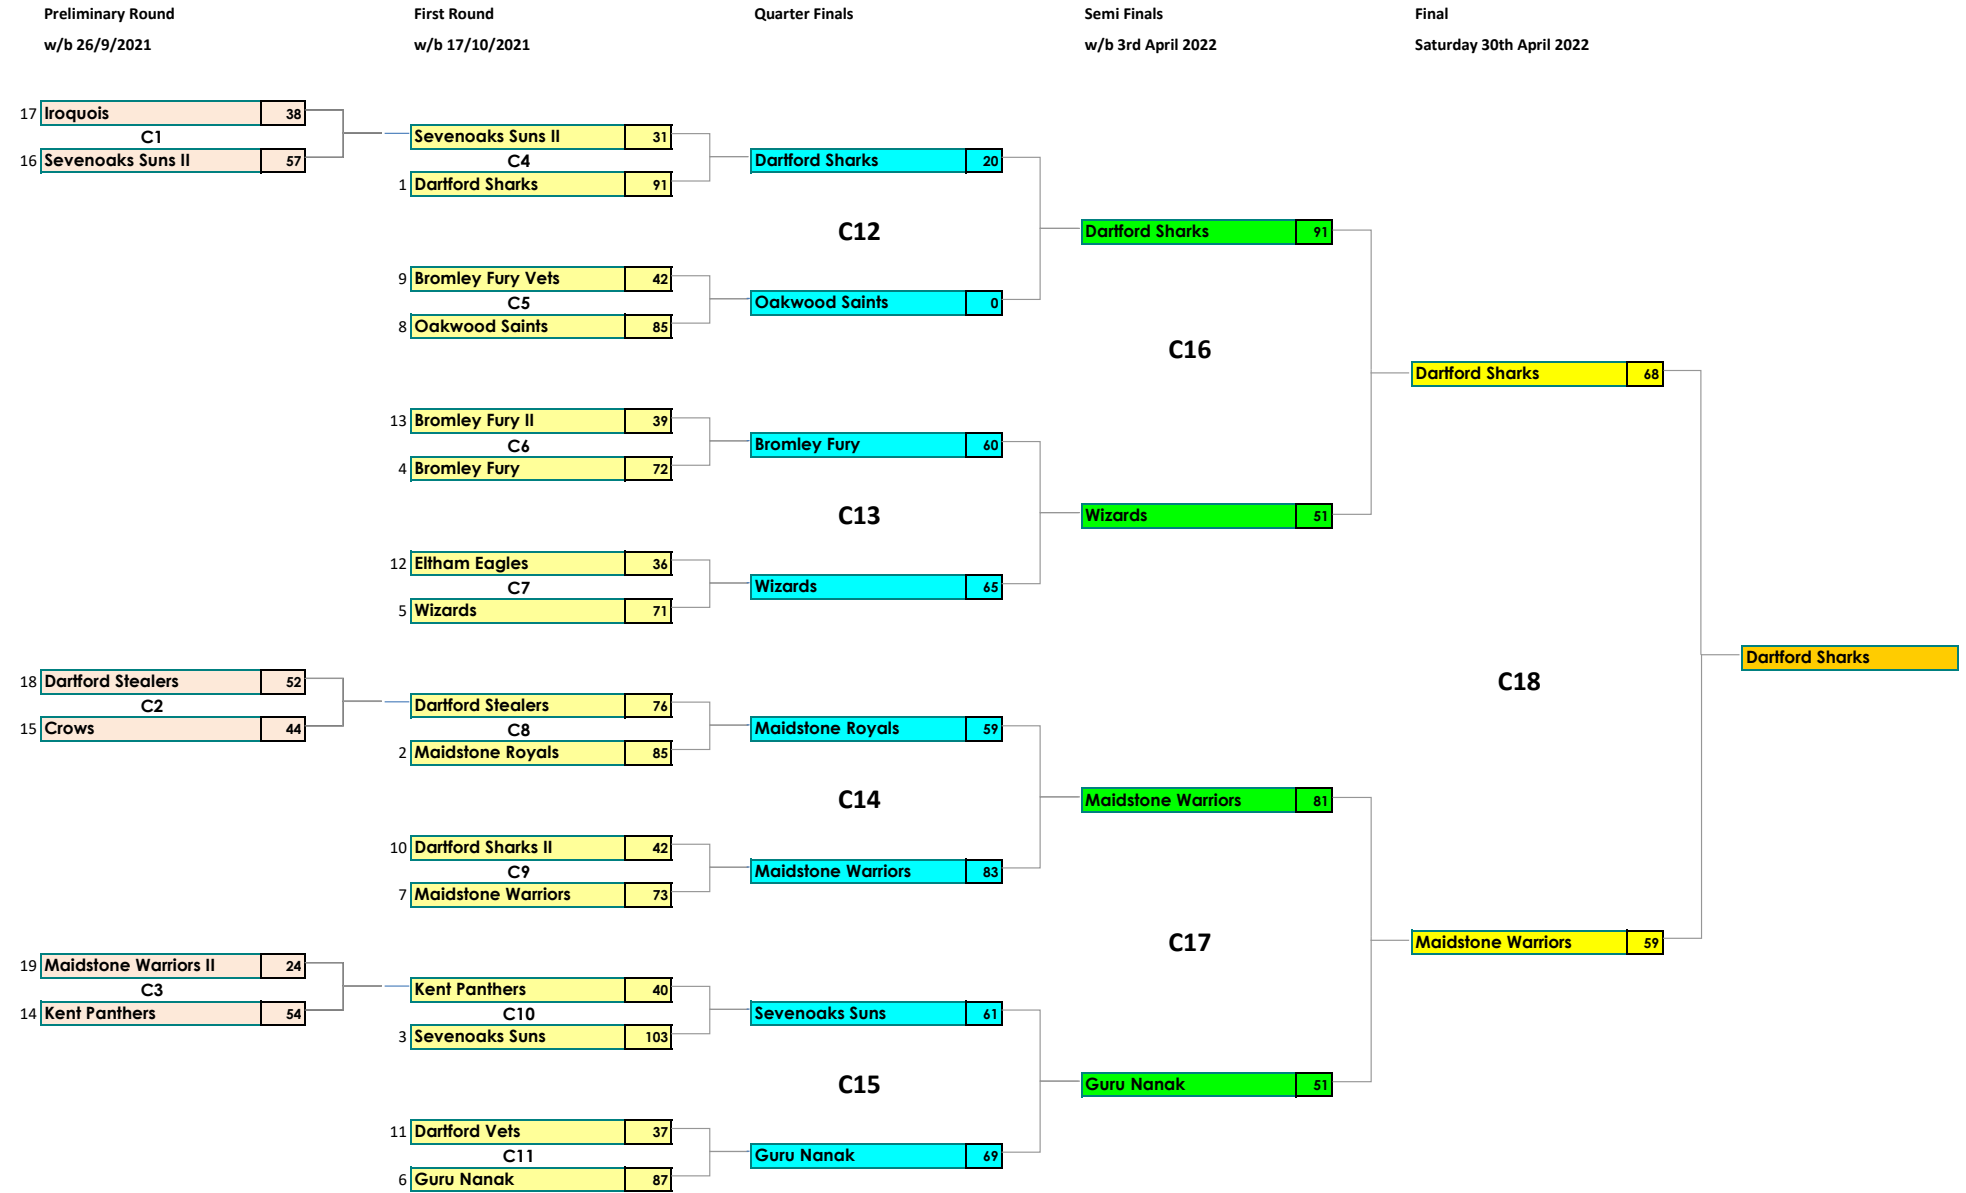 Preliminary Round
w/b 26/9/2021
17 Iroquois 38
C1
16 Sevenoaks Suns II 57
18 Dartford Stealers 52
C2
15 Crows 44
19 Maidstone Warriors II 24
C3
14 Kent Panthers 54
First Round
w/b 17/10/2021
Sevenoaks Suns II 31
C4
1 Dartford Sharks 91
9 Bromley Fury Vets 42
C5
8 Oakwood Saints 85
13 Bromley Fury II 39
C6
4 Bromley Fury 72
12 Eltham Eagles 36
C7
5 Wizards 71
Dartford Stealers 76
C8
2 Maidstone Royals 85
10 Dartford Sharks II 42
C9
7 Maidstone Warriors 73
Kent Panthers 40
C10
3 Sevenoaks Suns 103
11 Dartford Vets 37
C11
6 Guru Nanak 87
Quarter Finals
Dartford Sharks 20
C12
Oakwood Saints 0
Bromley Fury 60
C13
Wizards 65
Maidstone Royals 59
C14
Maidstone Warriors 83
Sevenoaks Suns 61
C15
Guru Nanak 69
Semi Finals
w/b 3rd April 2022
Dartford Sharks 91
C16
Wizards 51
Maidstone Warriors 81
C17
Guru Nanak 51
Final
Saturday 30th April 2022
Dartford Sharks 68
C18
Maidstone Warriors 59
Dartford Sharks